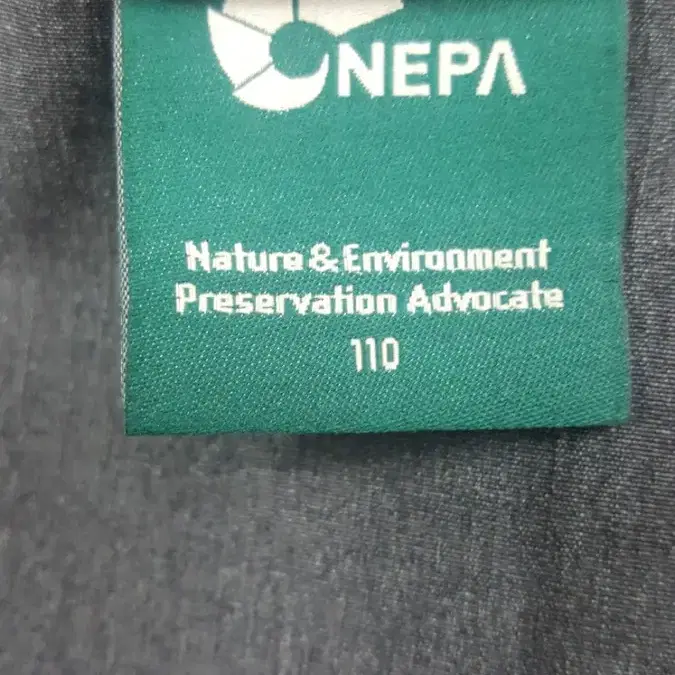 NEPA
Nature & Environment
Preservation Advocate
110